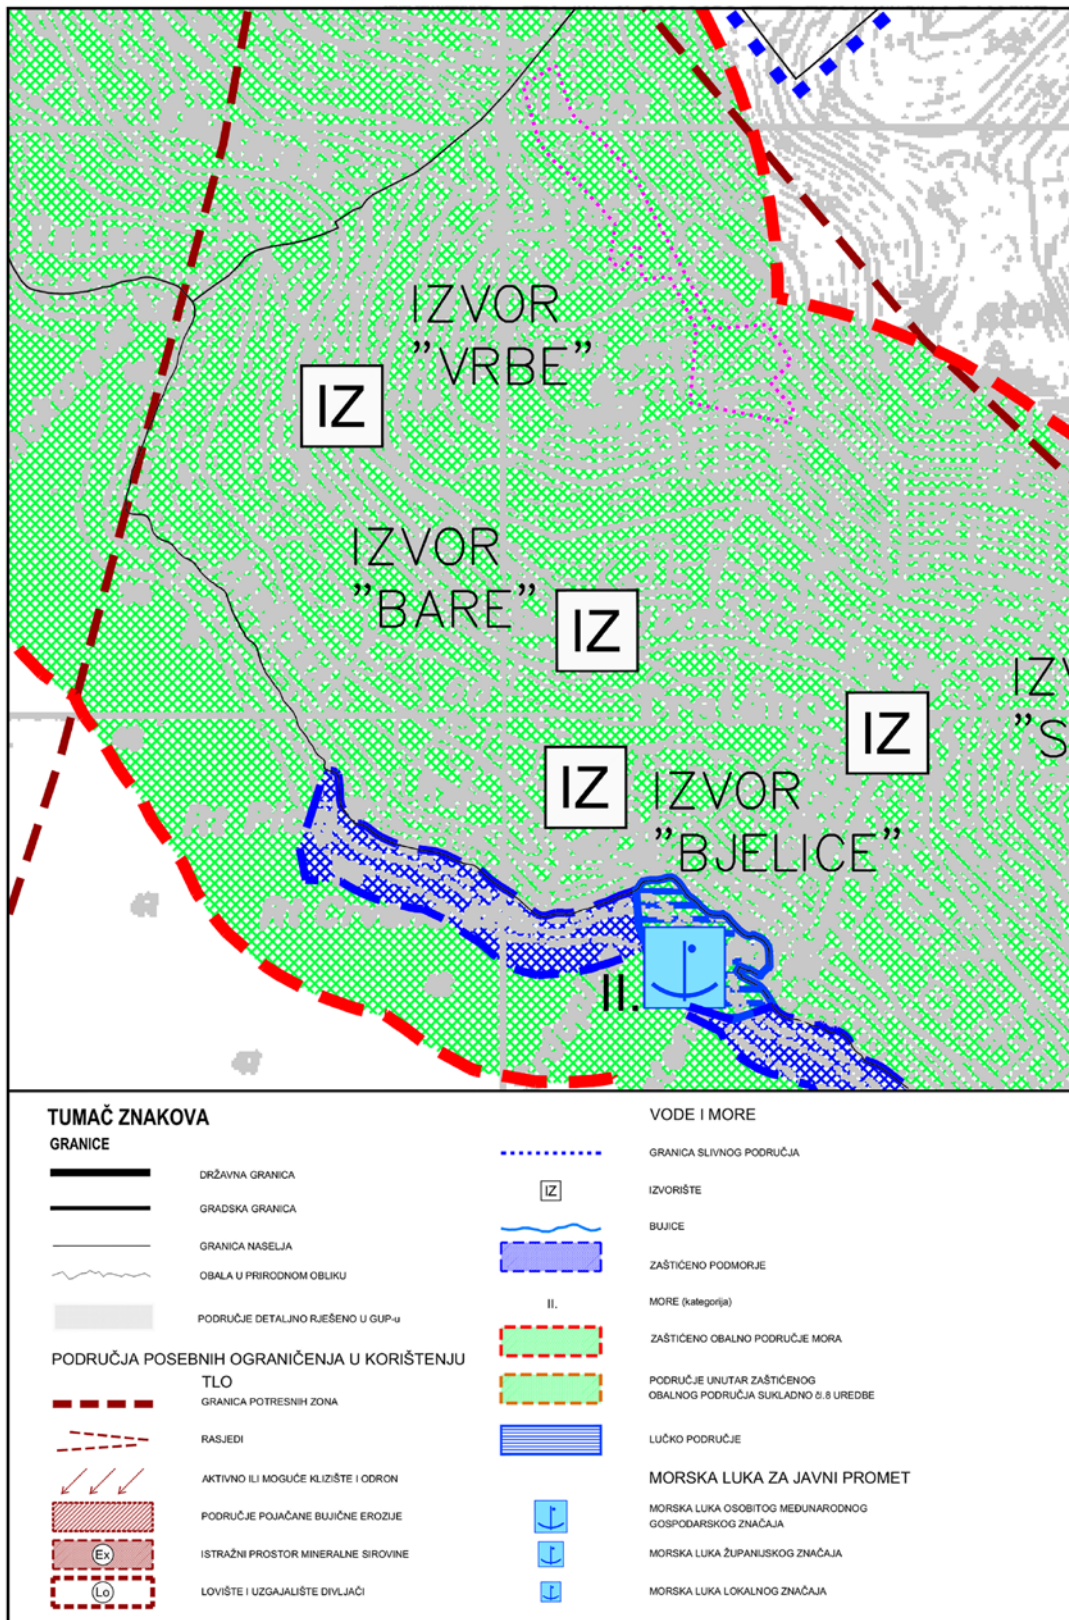 IZVOR
"VRBE"
IZ
IZVOR
"BARE"
IZ
IZ
IZ
IZVOR
"BJELICE"
II.
TUMAČ ZNAKOVA
GRANICE
DRŽAVNA GRANICA
GRADSKA GRANICA
GRANICA NASELJA
OBALA U PRIRODNOM OBLIKU
PODRUČJE DETALJNO RJEŠENO U GUP-u
PODRUČJA POSEBNIH OGRANIČENJA U KORIŠTENJU
TLO
GRANICA POTRESNIH ZONA
RASJEDI
AKTIVNO ILI MOGUĆE KLIZIŠTE I ODRON
PODRUČJE POJAČANE BUJIČNE EROZIJE
Ex
ISTRAŽNI PROSTOR MINERALNE SIROVINE
Lo
LOVIŠTE I UZGAJALIŠTE DIVLJAČI
VODE I MORE
GRANICA SLIVNOG PODRUČJA
IZ
IZVORIŠTE
BUJICE
ZAŠTIĆENO PODMORJE
II.
MORE (kategorija)
ZAŠTIĆENO OBALNO PODRUČJE MORA
PODRUČJE UNUTAR ZAŠTIĆENOG
OBALNOG PODRUČJA SUKLADNO čl.8 UREDBE
LUČKO PODRUČJE
MORSKA LUKA ZA JAVNI PROMET
MORSKA LUKA OSOBITOG MEĐUNARODNOG
GOSPODARSKOG ZNAČAJA
MORSKA LUKA ŽUPANIJSKOG ZNAČAJA
MORSKA LUKA LOKALNOG ZNAČAJA